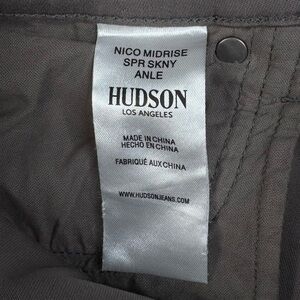 NICO MIDRISE
SPR SKNY
ANLE
HUDSON
LOS ANGELES
MADE IN CHINA
HECHO EN CHINA
FABRIQUÉ AUX CHINA
WWW.HUDSONJEANS.COM